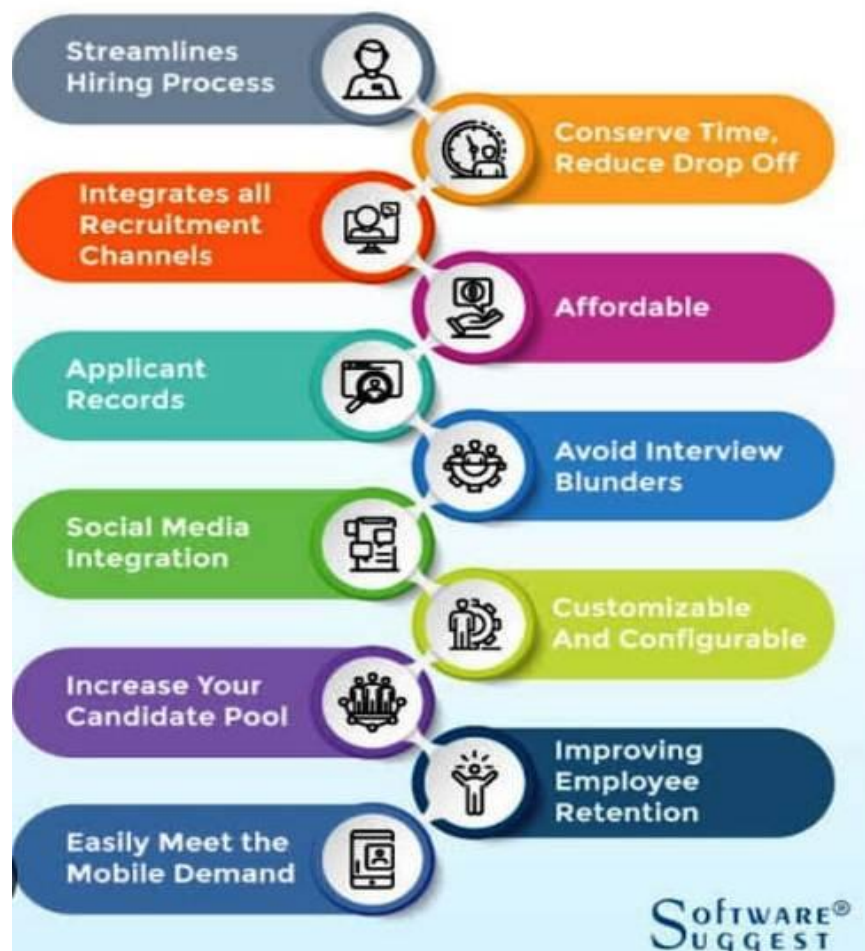 Streamlines
Hiring Process
Conserve Time,
Reduce Drop Off
Integrates all
Recruitment
Channels
Affordable
Applicant
Records
Avoid Interview
Blunders
Social Media
Integration
Customizable
And Configurable
Increase Your
Candidate Pool
Improving
Employee
Retention
Easily Meet the
Mobile Demand
SOFTWARE®
SUGGEST